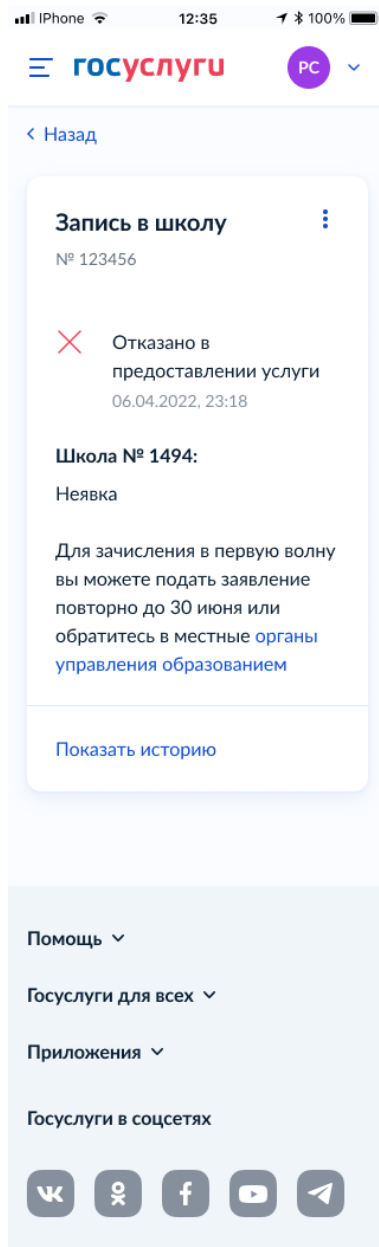 iPhone 12:35 100%
госуслуги РС
Назад
Запись в школу
№ 123456
Отказано в
предоставлении услуги
06.04.2022, 23:18
Школа № 1494:
Неявка
Для зачисления в первую волну
вы можете подать заявление
повторно до 30 июня или
обратитесь в местные органы
управления образованием
Показать историю
Помощь
Госуслуги для всех
Приложения
Госуслуги в соцсетях